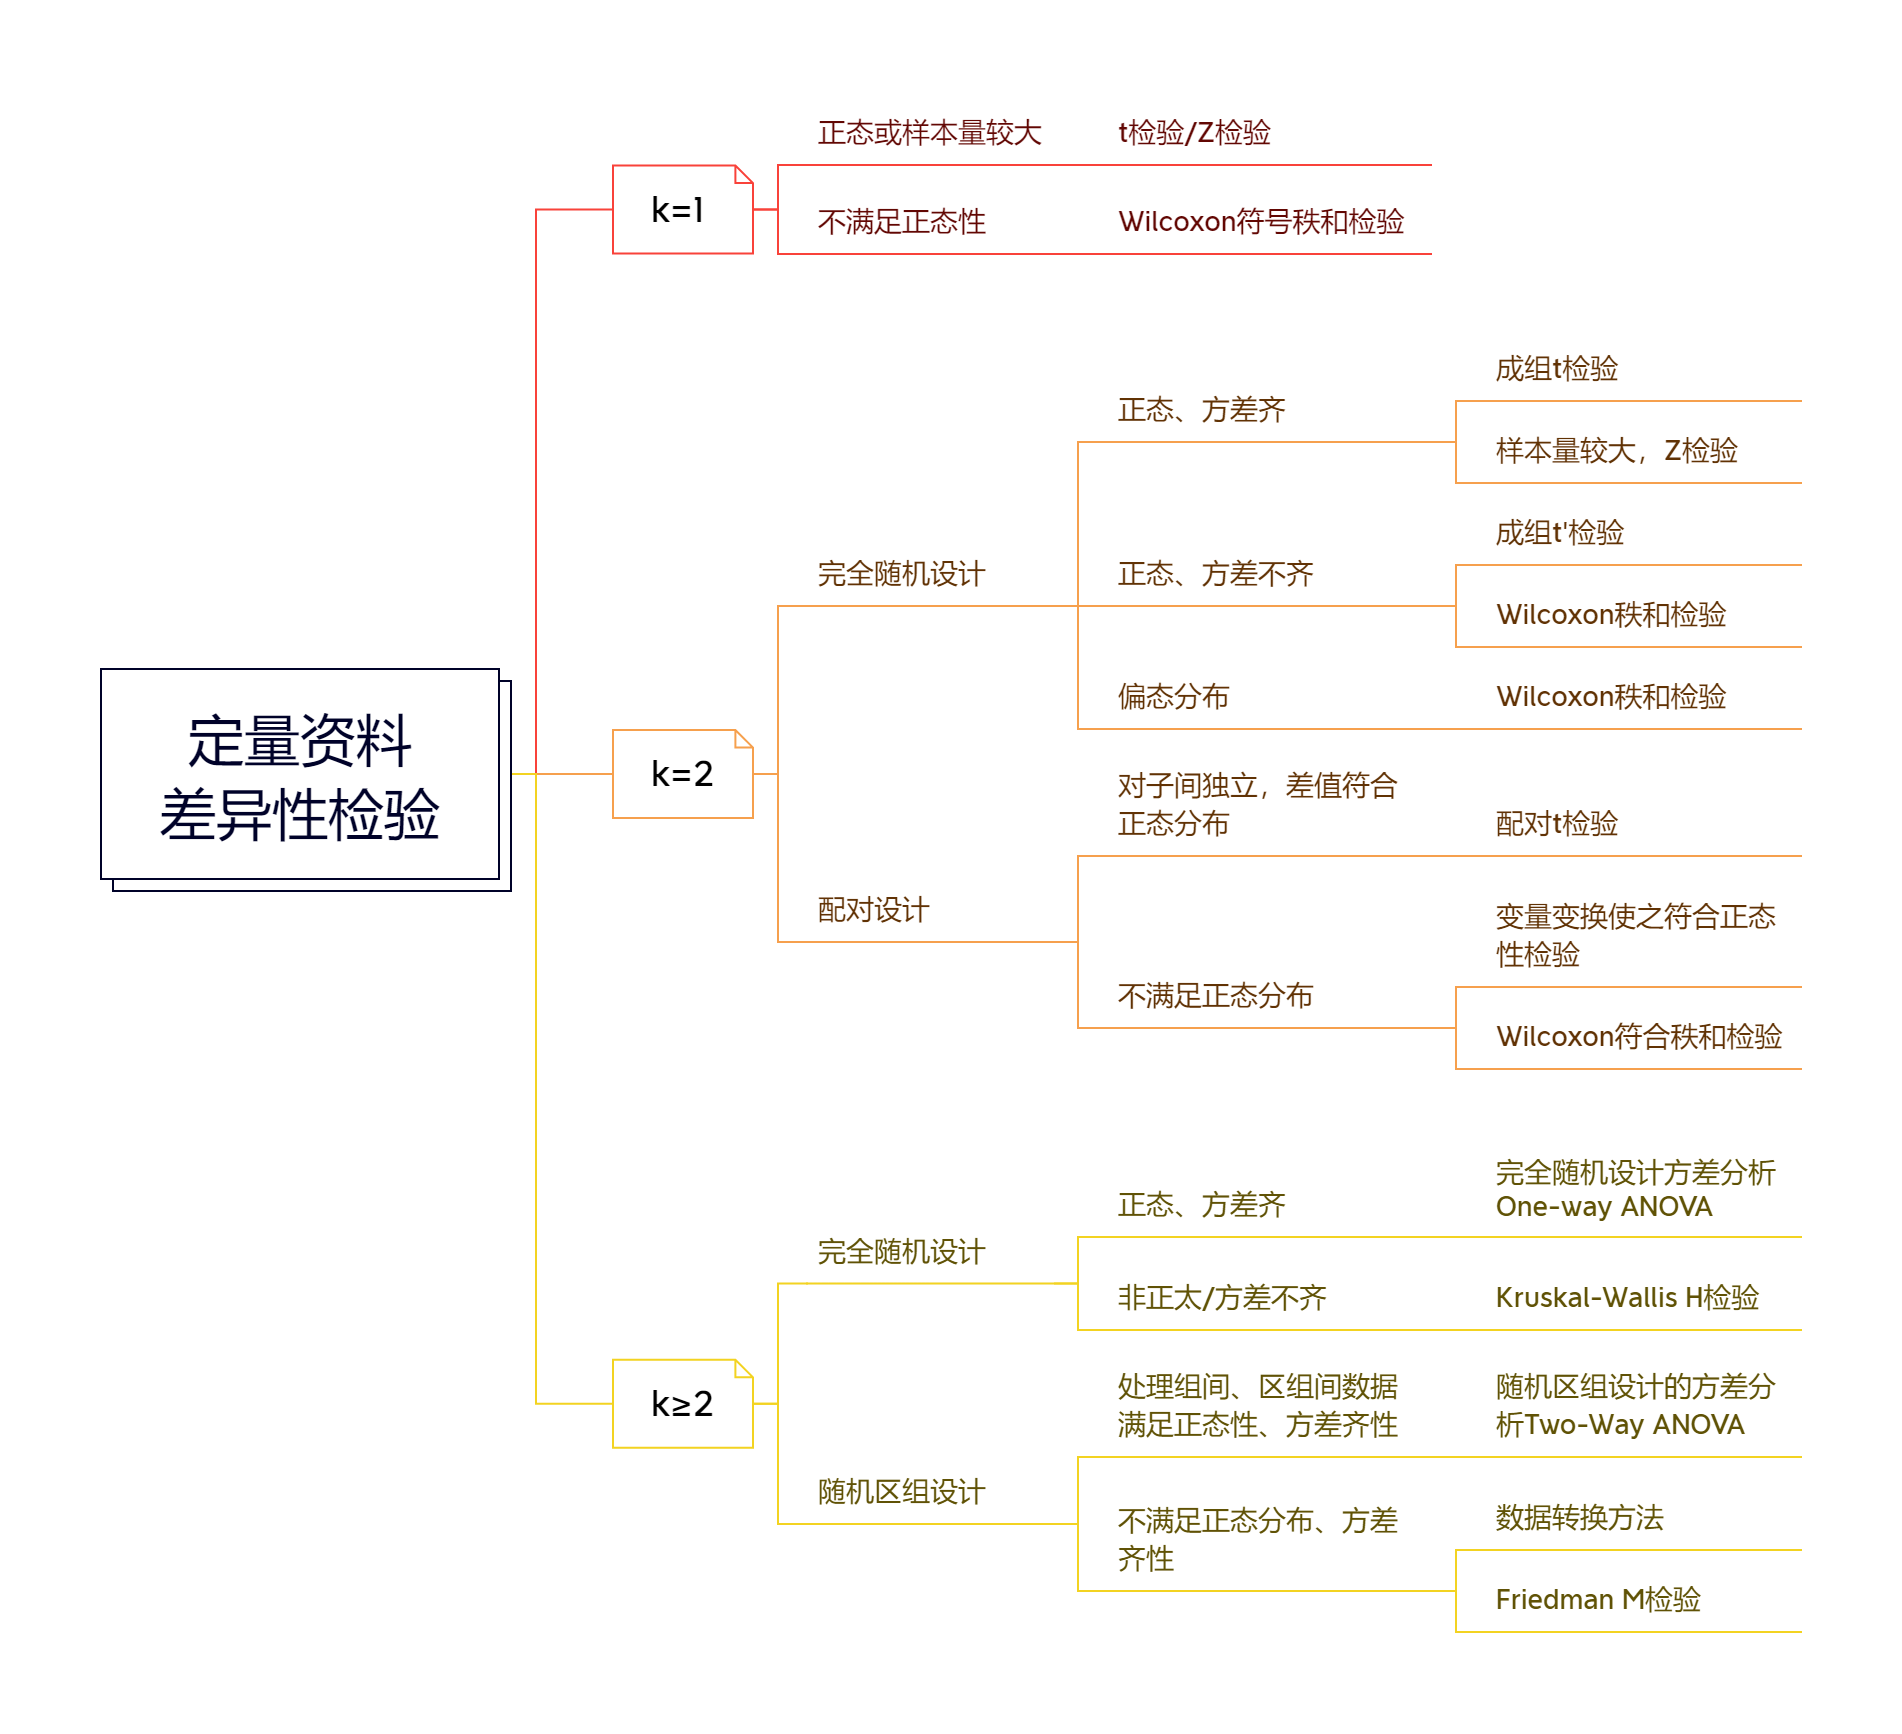 定量资料
差异性检验
k=1
正态或样本量较大
t检验/Z检验
不满足正态性
Wilcoxon符号秩和检验
k=2
完全随机设计
正态、方差齐
成组t检验
样本量较大，Z检验
正态、方差不齐
成组t'检验
Wilcoxon秩和检验
偏态分布
Wilcoxon秩和检验
配对设计
对子间独立，差值符合
正态分布
配对t检验
不满足正态分布
变量变换使之符合正态
性检验
Wilcoxon符合秩和检验
k≥2
完全随机设计
正态、方差齐
完全随机设计方差分析
One-way ANOVA
非正太/方差不齐
Kruskal-Wallis H检验
随机区组设计
处理组间、区组间数据
满足正态性、方差齐性
随机区组设计的方差分
析Two-Way ANOVA
不满足正态分布、方差
齐性
数据转换方法
Friedman M检验